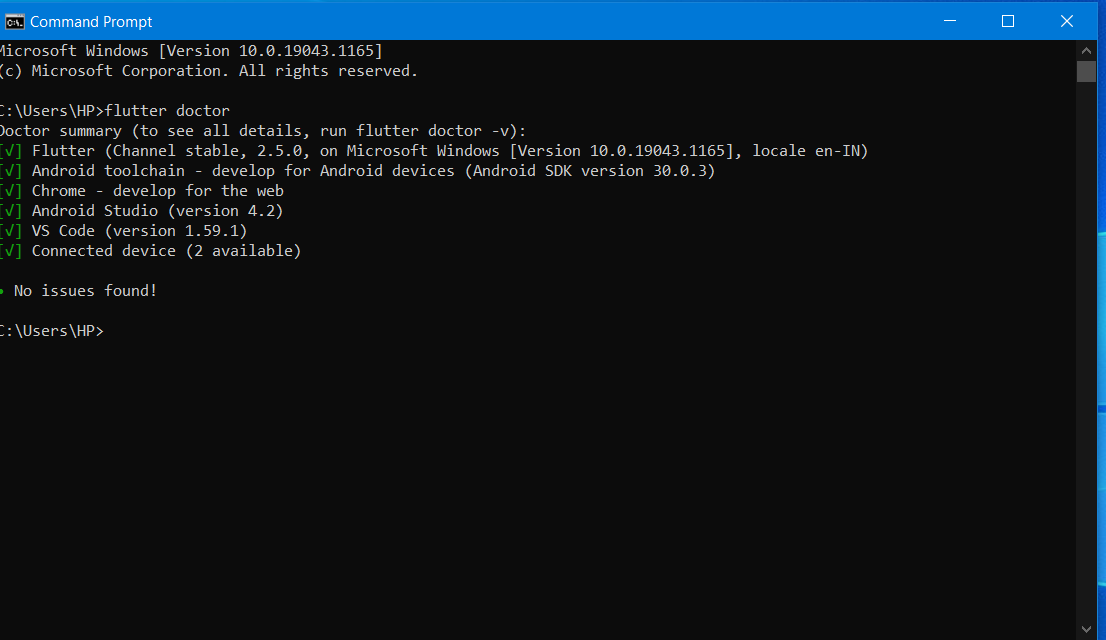 Command Prompt
Microsoft Windows [Version 10.0.19043.1165]
(c) Microsoft Corporation. All rights reserved.
C:\Users\HP>flutter doctor
Doctor summary (to see all details, run flutter doctor -v):
[√] Flutter (Channel stable, 2.5.0, on Microsoft Windows [Version 10.0.19043.1165], locale en-IN)
[√] Android toolchain - develop for Android devices (Android SDK version 30.0.3)
[√] Chrome - develop for the web
[√] Android Studio (version 4.2)
[√] VS Code (version 1.59.1)
[√] Connected device (2 available)
• No issues found!
C:\Users\HP>